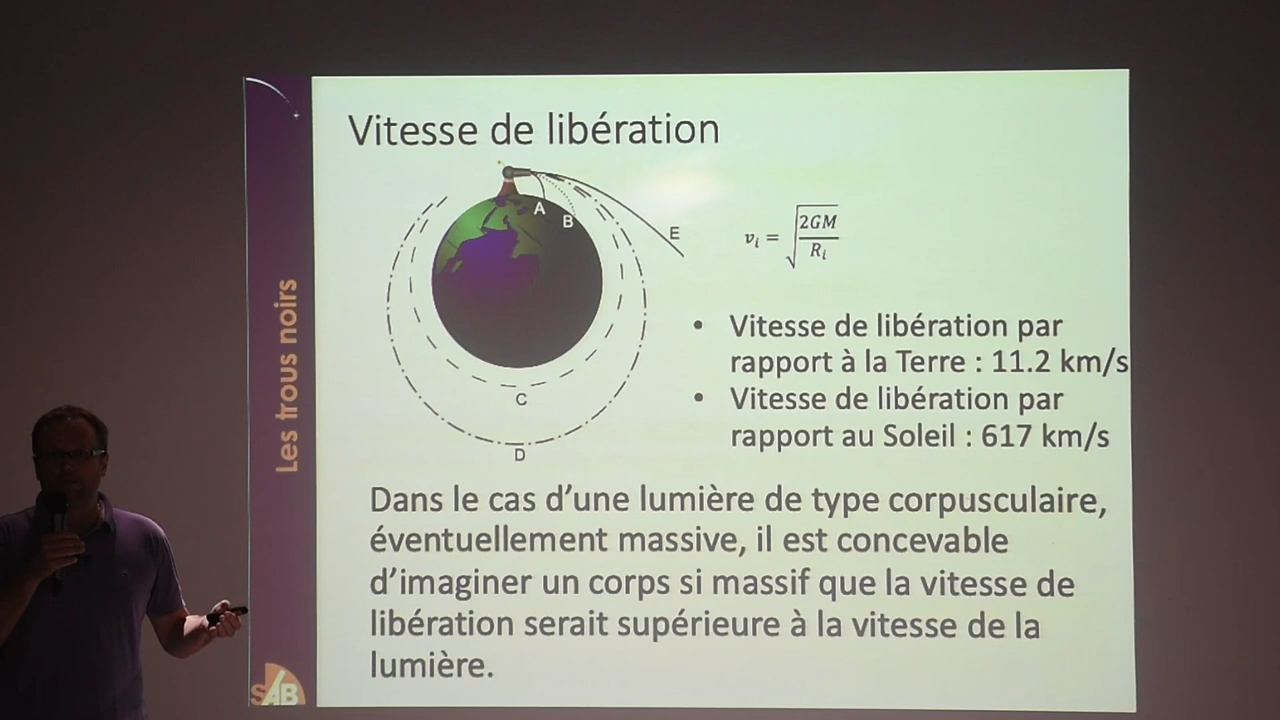 Vitesse de libération
A
B
E
C
D
v_i = √(2GM / R_i)
• Vitesse de libération par
rapport à la Terre : 11.2 km/s
• Vitesse de libération par
rapport au Soleil : 617 km/s
Dans le cas d’une lumière de type corpusculaire,
éventuellement massive, il est concevable
d’imaginer un corps si massif que la vitesse de
libération serait supérieure à la vitesse de la
lumière.
Les trous noirs
SAB